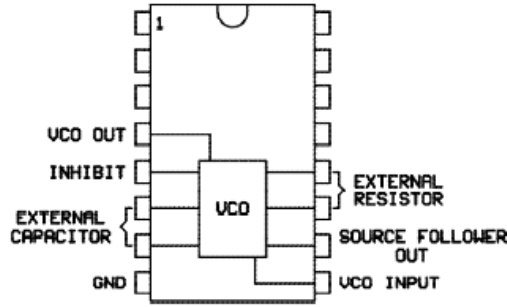 1
VCO OUT
INHIBIT
EXTERNAL
CAPACITOR
GND
VCO
EXTERNAL
RESISTOR
SOURCE FOLLOWER
OUT
VCO INPUT